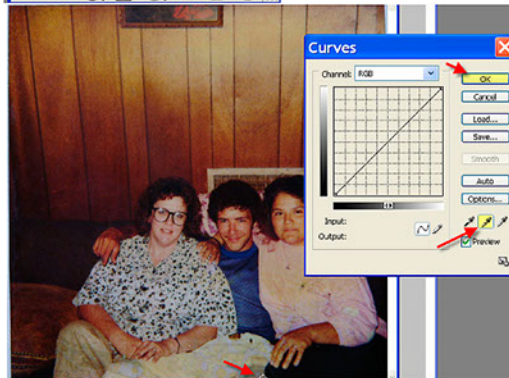 Curves
Channel: RGB
OK
Cancel
Load...
Save...
Smooth
Auto
Options...
Input:
Output:
Preview